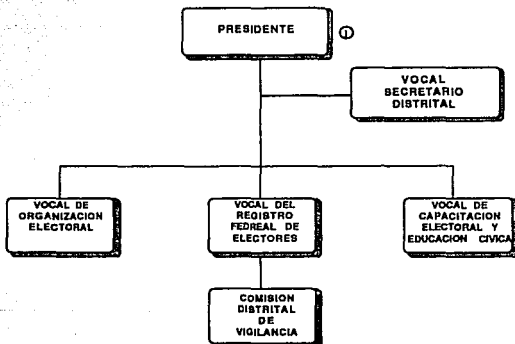 PRESIDENTE
1
VOCAL
SECRETARIO
DISTRITAL
VOCAL DE
ORGANIZACION
ELECTORAL
VOCAL DEL
REGISTRO
FEDREAL DE
ELECTORES
VOCAL DE
CAPACITACION
ELECTORAL Y
EDUCACION CIVICA
COMISION
DISTRITAL
DE
VIGILANCIA